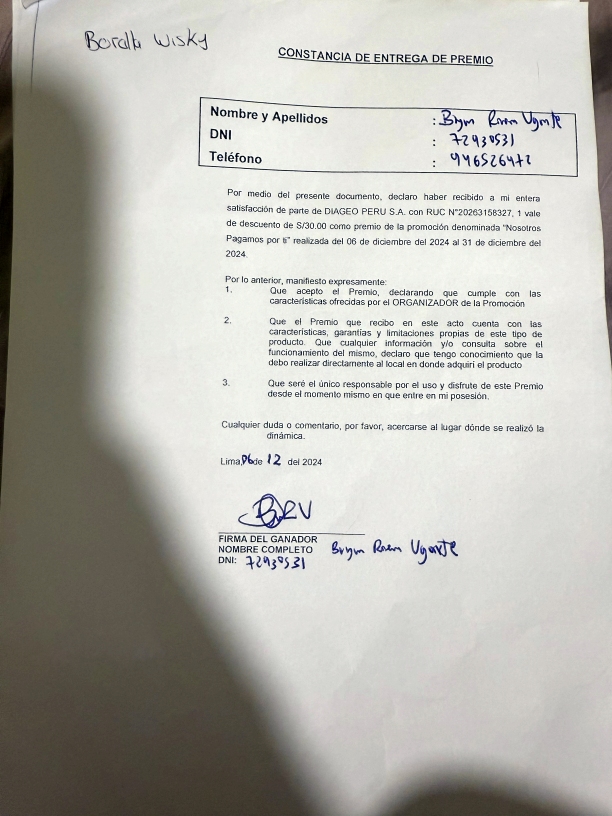 Botella Wisky
CONSTANCIA DE ENTREGA DE PREMIO
Nombre y Apellidos : Ugarte
DNI : 72930531
Teléfono : 946526472
Por medio del presente documento, declaro haber recibido a mi entera
satisfacción de parte de DIAGEO PERU S.A. con RUC N°20263158327, 1 vale
de descuento de S/30.00 como premio de la promoción denominada "Nosotros
Pagamos por ti" realizada del 06 de diciembre del 2024 al 31 de diciembre del
2024.
Por lo anterior, manifiesto expresamente:
1. Que acepto el Premio, declarando que cumple con las
características ofrecidas por el ORGANIZADOR de la Promoción
2. Que el Premio que recibo en este acto cuenta con las
características, garantías y limitaciones propias de este tipo de
producto. Que cualquier información y/o consulta sobre el
funcionamiento del mismo, declaro que tengo conocimiento que la
debo realizar directamente al local en donde adquirí el producto
3. Que seré el único responsable por el uso y disfrute de este Premio
desde el momento mismo en que entre en mi posesión.
Cualquier duda o comentario, por favor, acercarse al lugar dónde se realizó la
dinámica.
Lima, 06 de 12 del 2024
FIRMA DEL GANADOR
NOMBRE COMPLETO Ugarte
DNI: 72930531